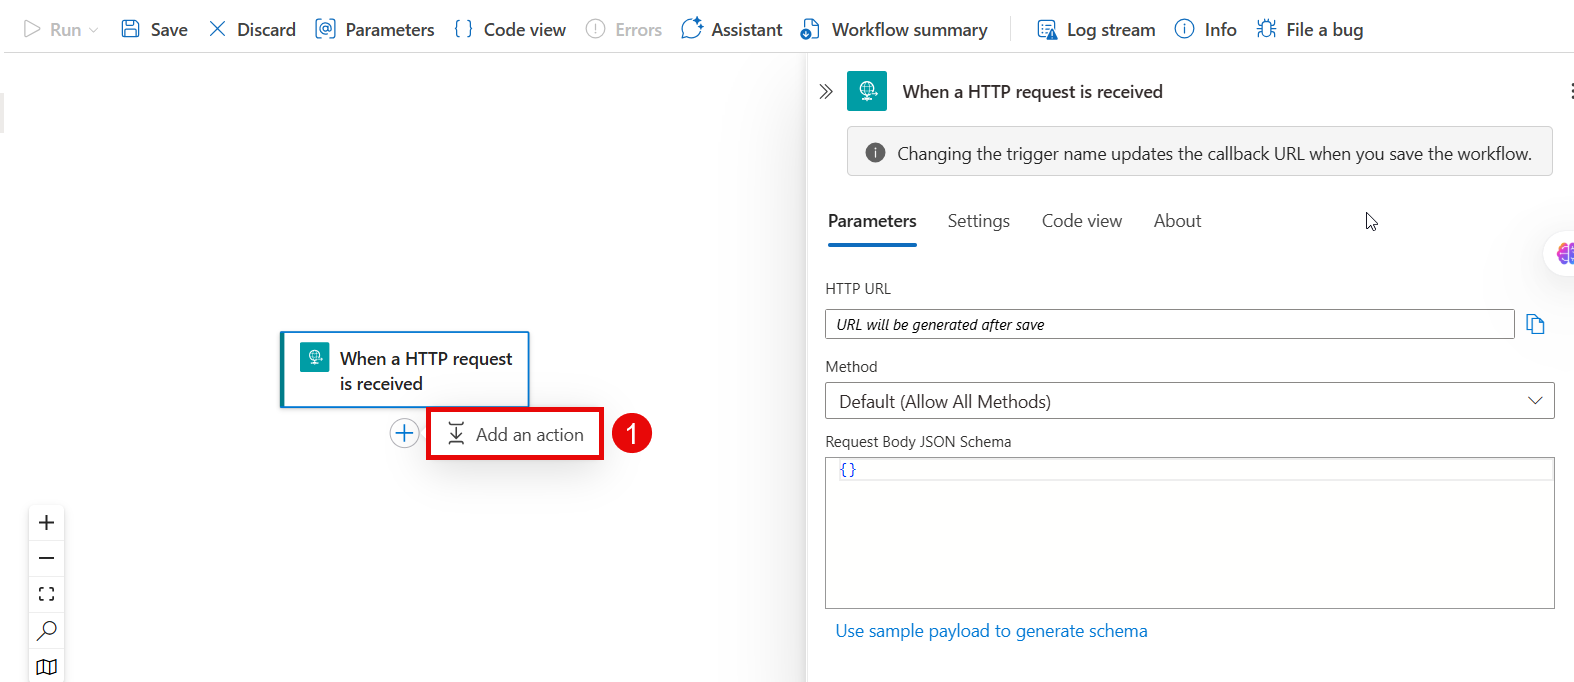 Run Save Discard Parameters Code view Errors Assistant Workflow summary Log stream Info File a bug
When a HTTP request is received
Changing the trigger name updates the callback URL when you save the workflow.
Parameters Settings Code view About
HTTP URL
URL will be generated after save
Method
Default (Allow All Methods)
Request Body JSON Schema
{}
Use sample payload to generate schema
When a HTTP request
is received
Add an action 1